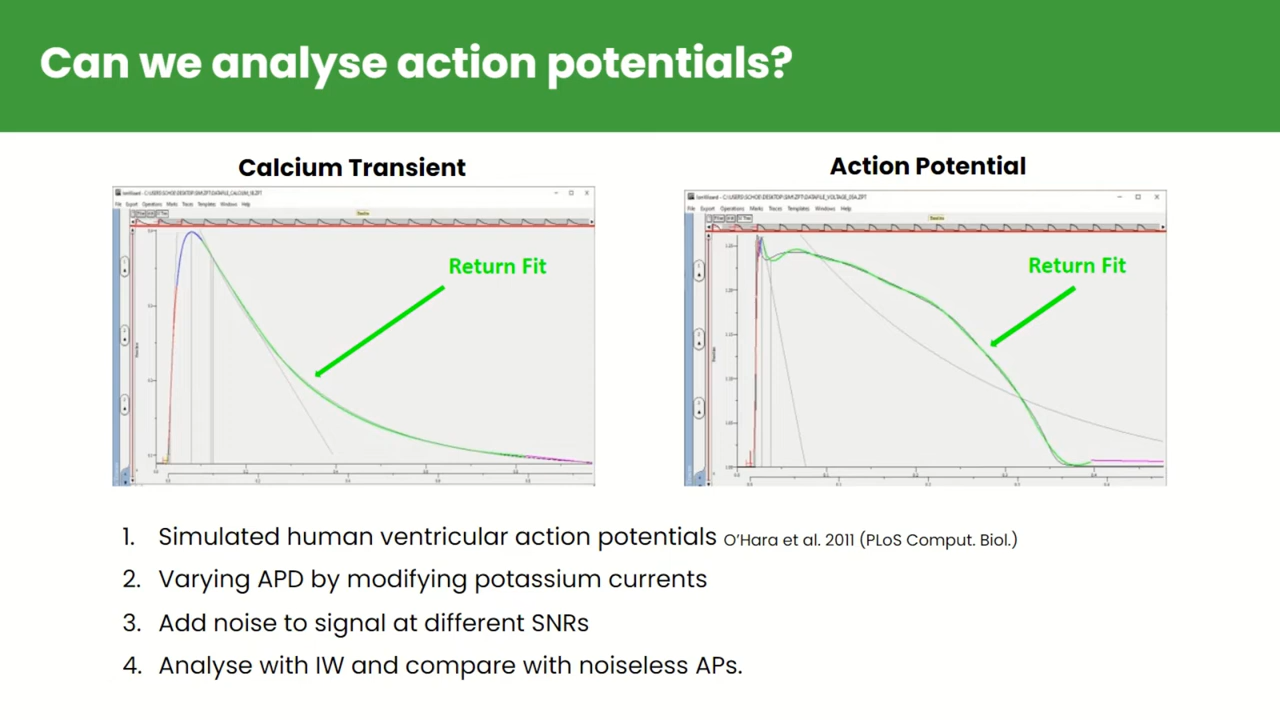 Can we analyse action potentials?
Calcium Transient
Action Potential
Return Fit
Return Fit
1. Simulated human ventricular action potentials O'Hara et al. 2011 (PLoS Comput. Biol.)
2. Varying APD by modifying potassium currents
3. Add noise to signal at different SNRs
4. Analyse with IW and compare with noiseless APs.